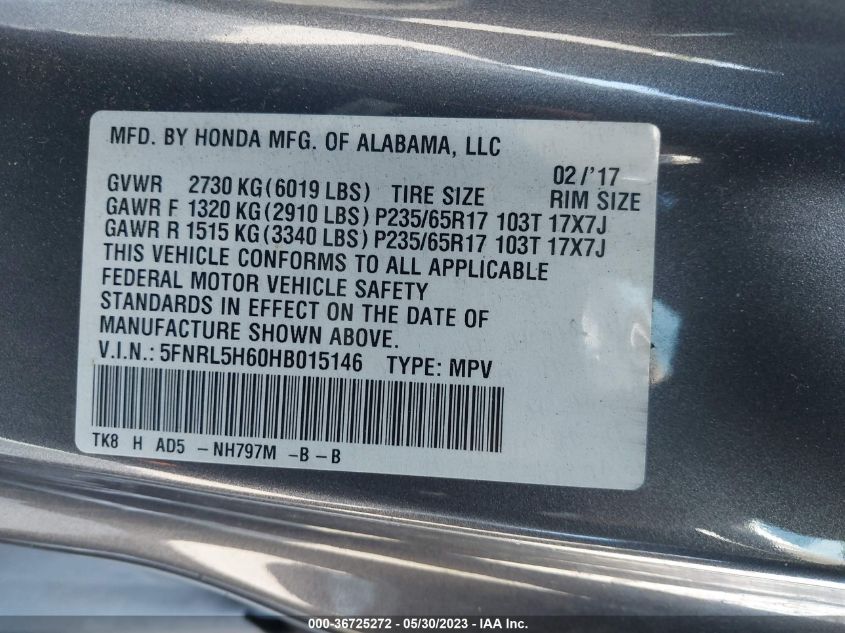 MFD. BY HONDA MFG. OF ALABAMA, LLC
02/'17
GVWR 2730 KG(6019 LBS) TIRE SIZE RIM SIZE
GAWR F 1320 KG(2910 LBS)P235/65R17 103T 17X7J
GAWR R 1515 KG(3340 LBS)P235/65R17 103T 17X7J
THIS VEHICLE CONFORMS TO ALL APPLICABLE
FEDERAL MOTOR VEHICLE SAFETY
STANDARDS IN EFFECT ON THE DATE OF
MANUFACTURE SHOWN ABOVE.
V.I.N.: 5FNRL5H60HB015146 TYPE: MPV
TK8 H AD5 -NH797M -B-B
000-36725272 - 05/30/2023 - IAA Inc.